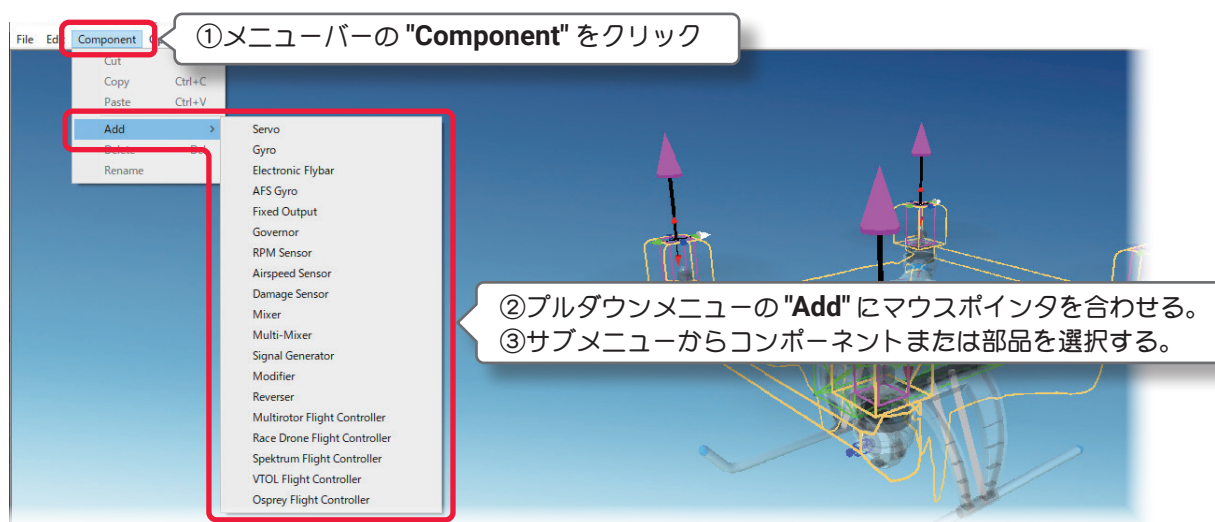 ①メニューバーの "Component" をクリック
File Edi Component
Cut
Copy Ctrl+C
Paste Ctrl+V
Add >
Delete Del
Rename
Servo
Gyro
Electronic Flybar
AFS Gyro
Fixed Output
Governor
RPM Sensor
Airspeed Sensor
Damage Sensor
Mixer
Multi-Mixer
Signal Generator
Modifier
Reverser
Multirotor Flight Controller
Race Drone Flight Controller
Spektrum Flight Controller
VTOL Flight Controller
Osprey Flight Controller
②プルダウンメニューの "Add" にマウスポインタを合わせる。
③サブメニューからコンポーネントまたは部品を選択する。